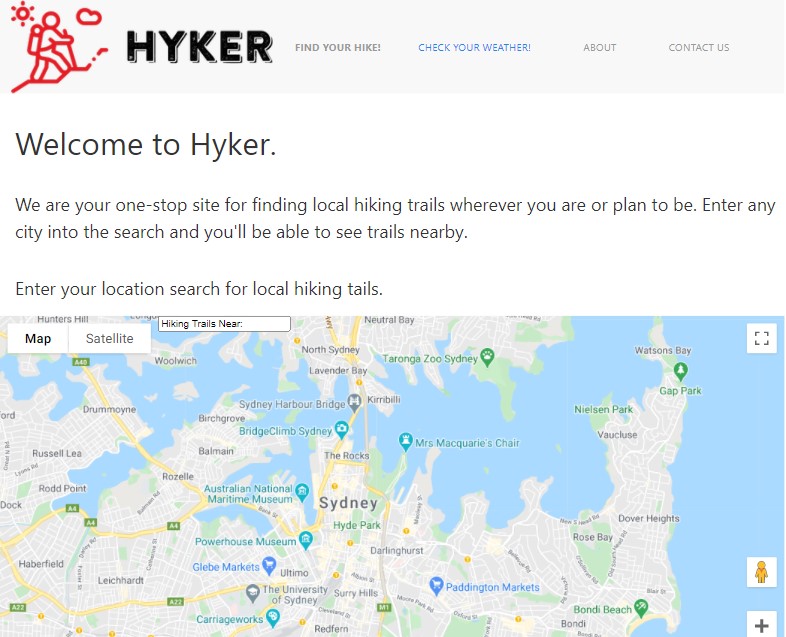 HYKER
FIND YOUR HIKE!
CHECK YOUR WEATHER!
ABOUT
CONTACT US
Welcome to Hyker.
We are your one-stop site for finding local hiking trails wherever you are or plan to be. Enter any
city into the search and you'll be able to see trails nearby.
Enter your location search for local hiking tails.
Hunters Hill
Hiking Trails Near:
Neutral Bay
Map
Satellite
North Sydney
Watsons Bay
Taronga Zoo Sydney
A40
Woolwich
Lavender Bay
Gap Park
Drummoyne
Sydney Harbour Bridge
Kirribilli
Nielsen Park
Birchgrove
BridgeClimb Sydney
Mrs Macquarie's Chair
Vaucluse
Russell Lea
Balmain
The Rocks
Rozelle
Rodd Point
Australian National
Maritime Museum
Sydney
A4
Dover Heights
A4
A4
Hyde Park
Rose Bay
Powerhouse Museum
Darlinghurst
Haberfield
Glebe Markets
Ultimo
Leichhardt
Paddington Markets
The University
of Sydney
Surry Hills
A22
A22
M1
Bondi Beach
Carriageworks
Redfern
Bondi